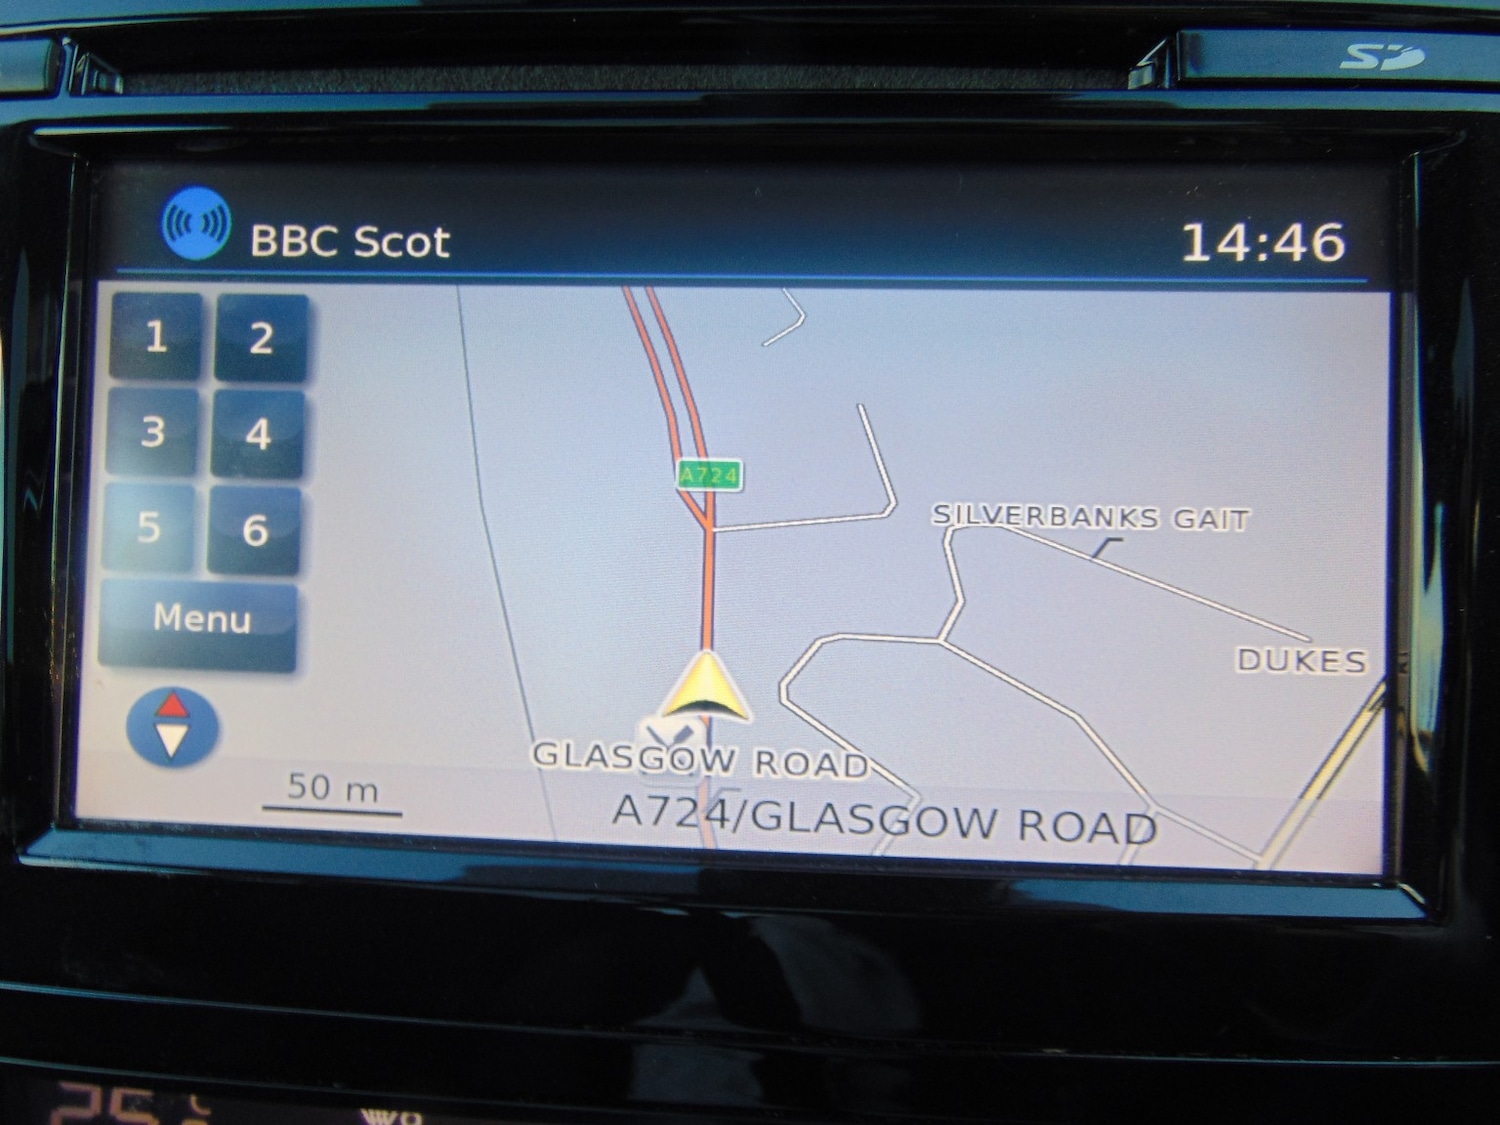 SD
BBC Scot
14:46
1 2
3 4
5 6
Menu
A724
SILVERBANKS GAIT
DUKES
GLASGOW ROAD
50 m
A724/GLASGOW ROAD